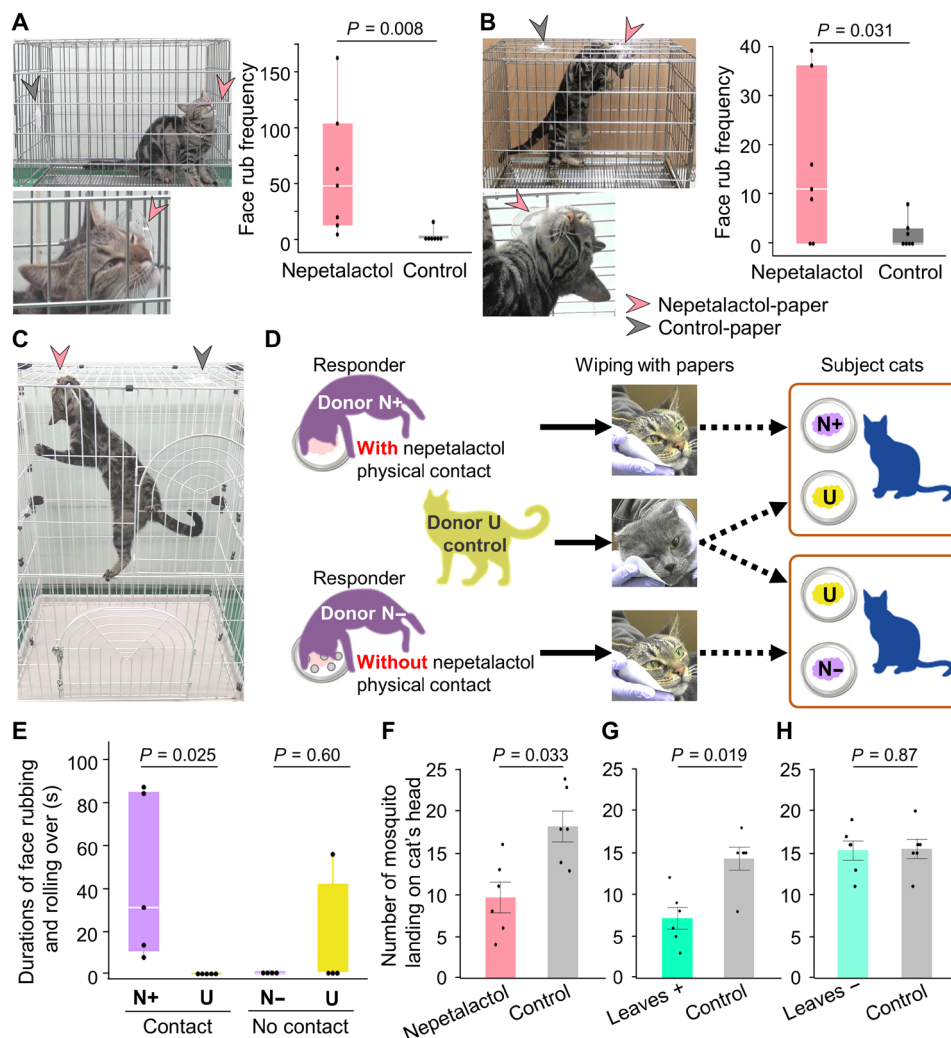 A
P = 0.008
Face rub frequency
150
100
50
0
Nepetalactol
Control
B
P = 0.031
Face rub frequency
40
30
20
10
0
Nepetalactol
Control
Nepetalactol-paper
Control-paper
C
D
Responder
Wiping with papers
Subject cats
Donor N+
With nepetalactol
physical contact
N+
U
Donor U
control
Responder
Donor N−
Without nepetalactol
physical contact
U
N−
E
P = 0.025
P = 0.60
Durations of face rubbing
and rolling over (s)
100
80
60
40
20
0
N+
U
N−
U
Contact
No contact
F
P = 0.033
Number of mosquito
landing on cat's head
25
20
15
10
5
0
Nepetalactol
Control
G
P = 0.019
25
20
15
10
5
0
Leaves +
Control
H
P = 0.87
25
20
15
10
5
0
Leaves −
Control